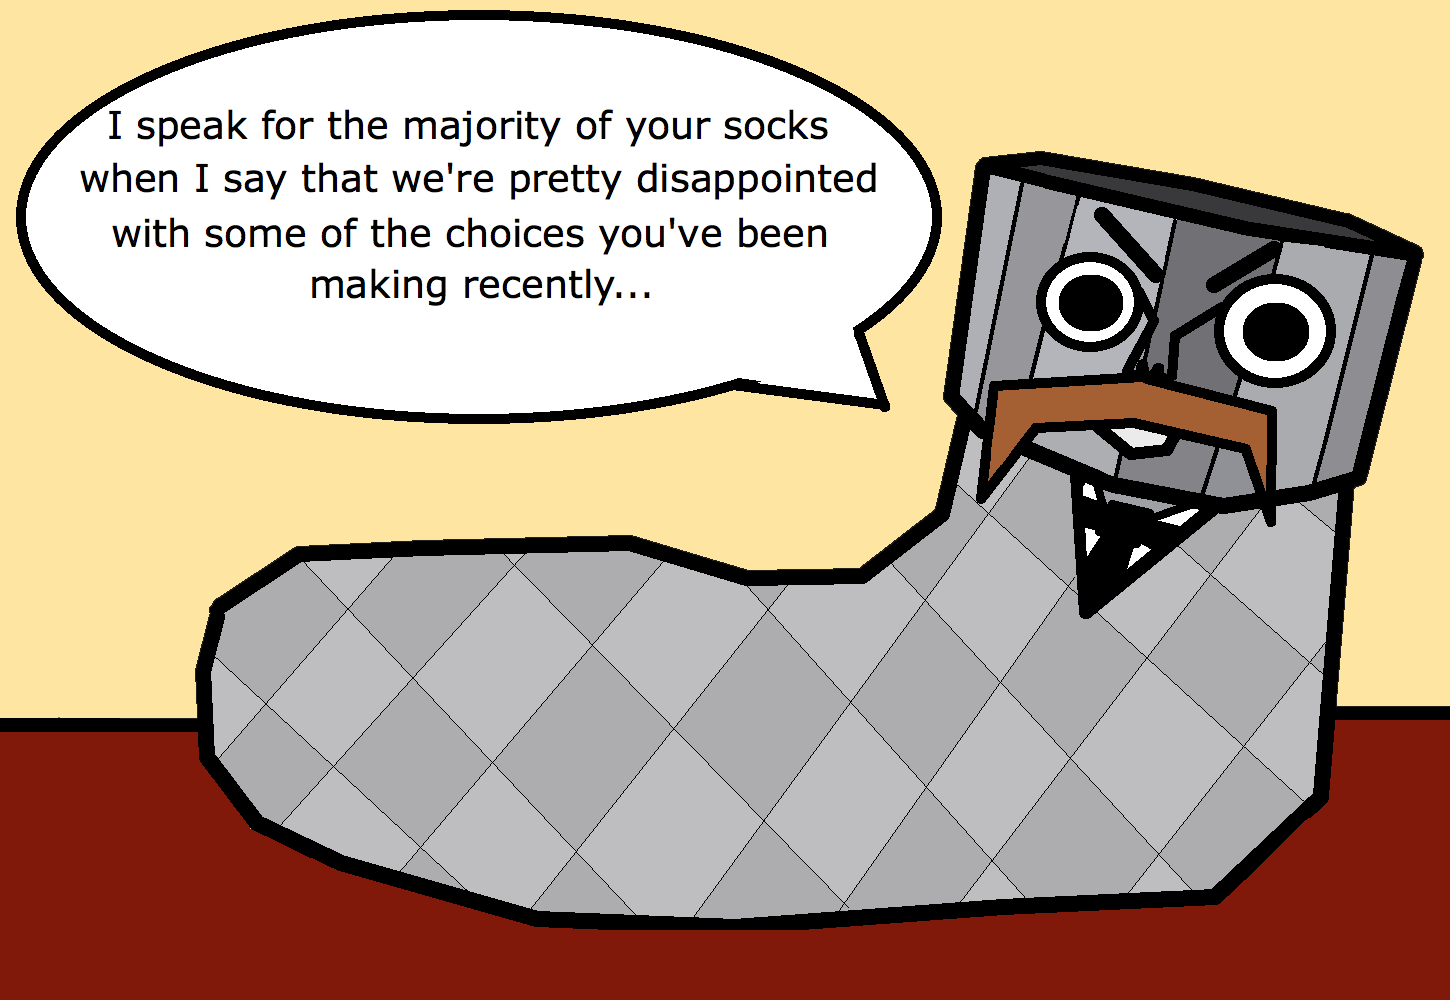 I speak for the majority of your socks
when I say that we're pretty disappointed
with some of the choices you've been
making recently...